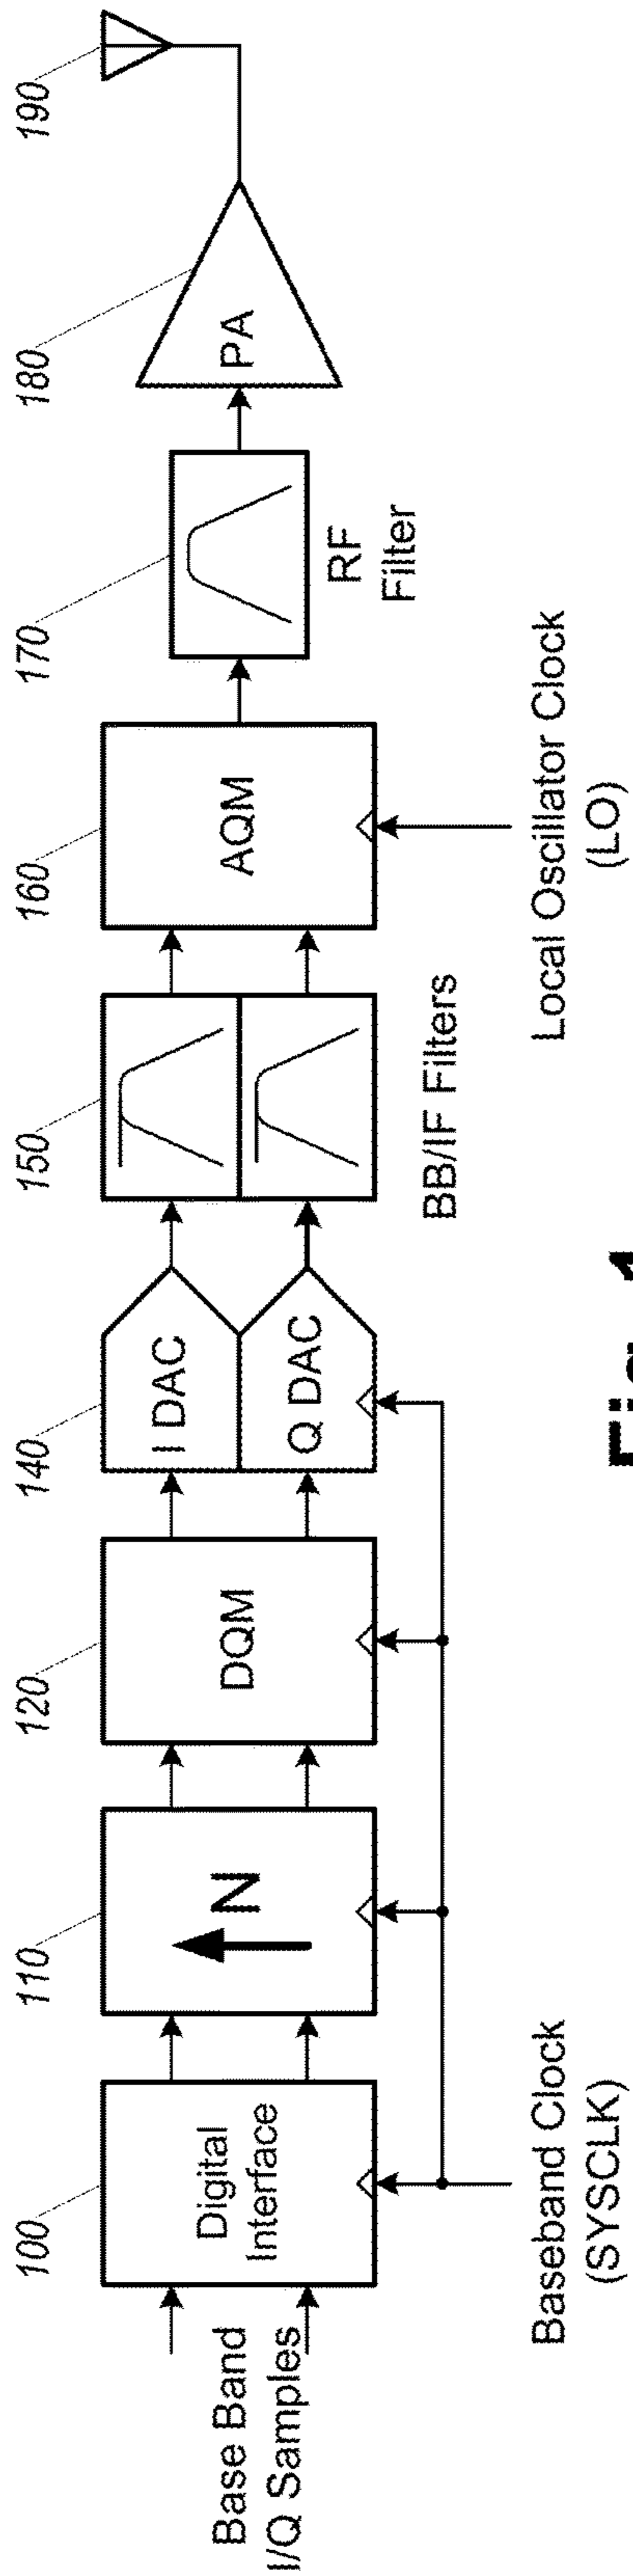 100
110
120
140
150
160
170
180
190
Base Band
I/Q Samples
Digital
Interface
N
DQM
I DAC
Q DAC
BB/IF Filters
AQM
RF
Filter
PA
Baseband Clock
(SYSCLK)
Local Oscillator Clock
(LO)